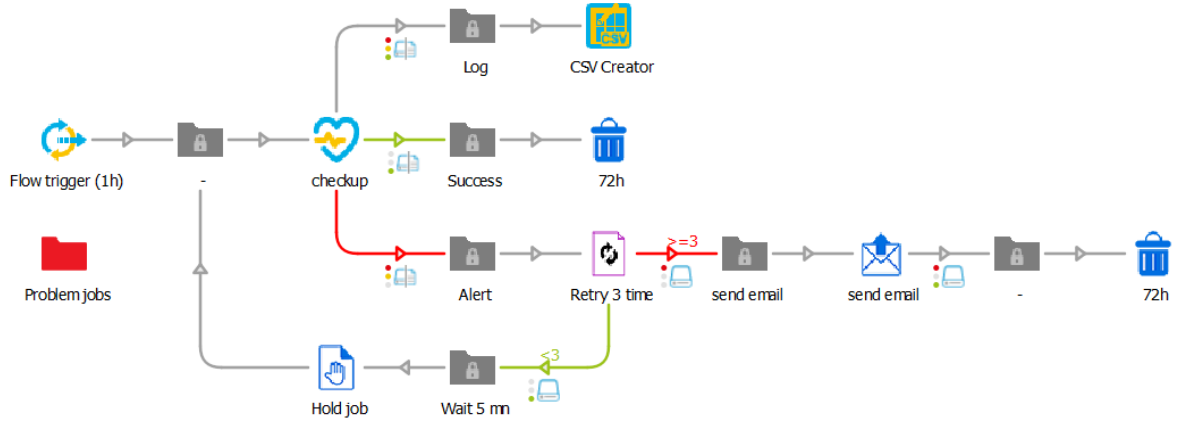 CSV
Log
CSV Creator
Flow trigger (1h)
-
checkup
Success
72h
>=3
Problem jobs
Alert
Retry 3 time
send email
send email
-
72h
<3
Hold job
Wait 5 mn